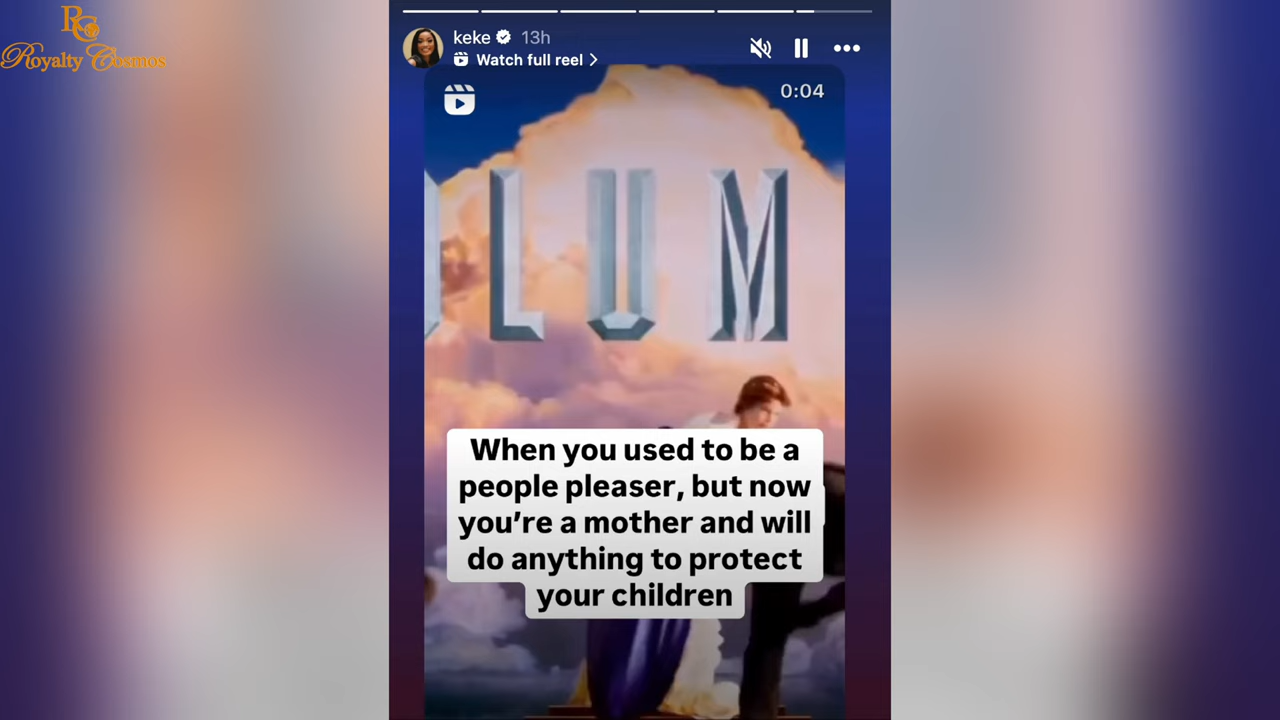 RC
Royalty Cosmos
keke 13h
Watch full reel >
0:04
LUM
When you used to be a
people pleaser, but now
you’re a mother and will
do anything to protect
your children